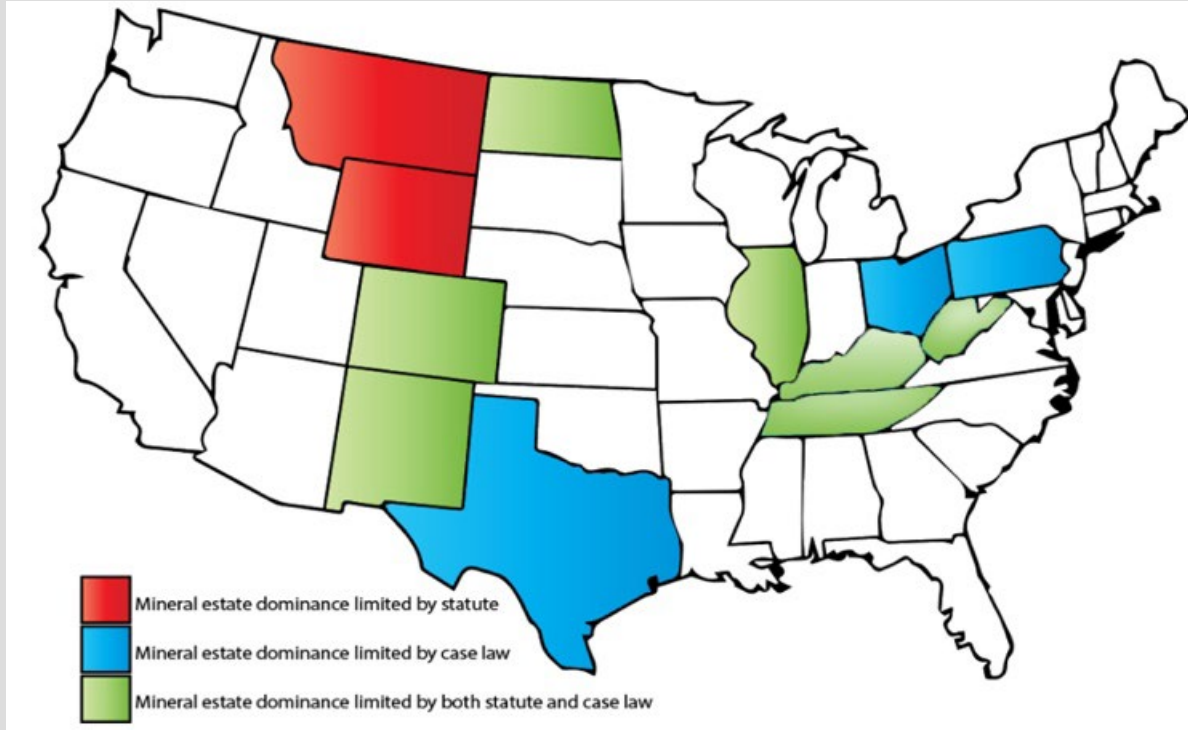 Mineral estate dominance limited by statute
Mineral estate dominance limited by case law
Mineral estate dominance limited by both statute and case law